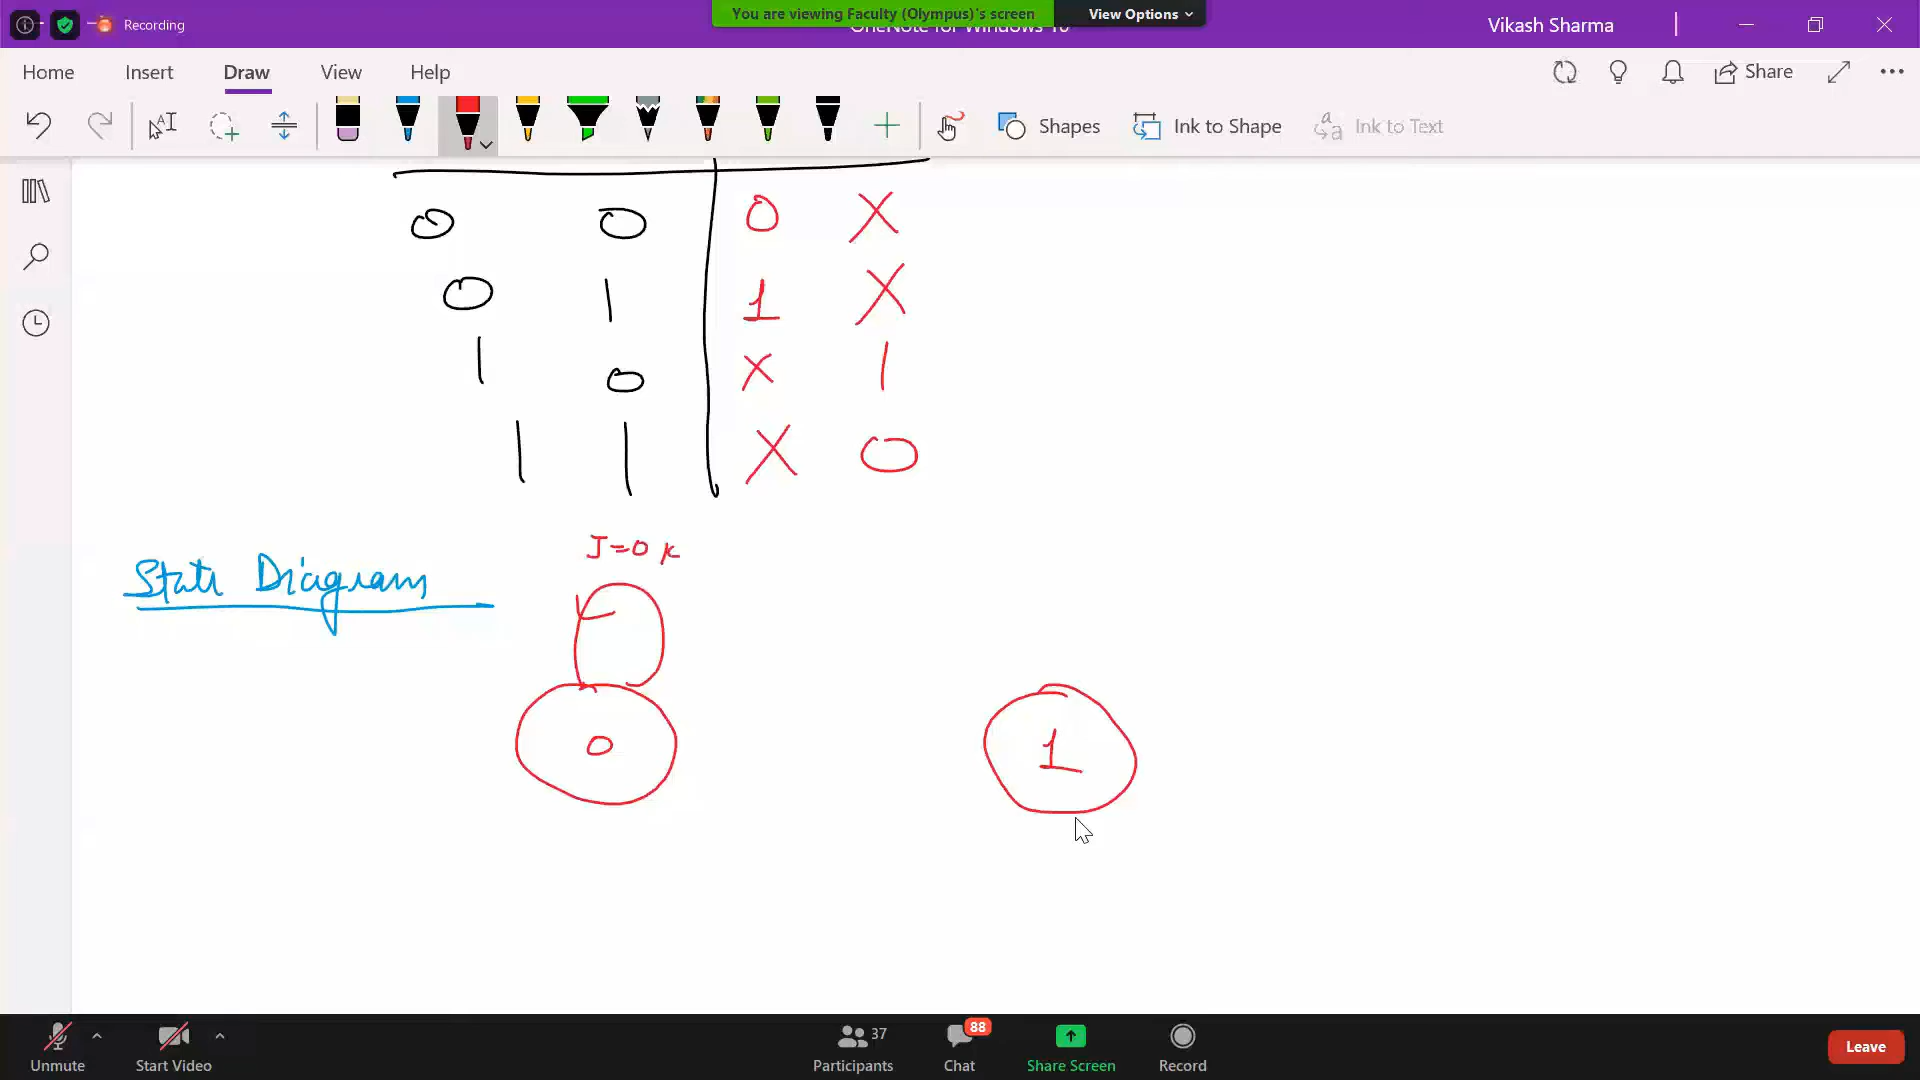 Recording
You are viewing Faculty (Olympus)'s screen
View Options
Vikash Sharma
Home Insert Draw View Help
Share
Shapes
Ink to Shape
Ink to Text
0 0 0 X
0 1 1 X
1 0 X 1
1 1 X 0
J=0 K
State Diagram
0
1
Unmute
Start Video
Participants 37
Chat 88
Share Screen
Record
Leave